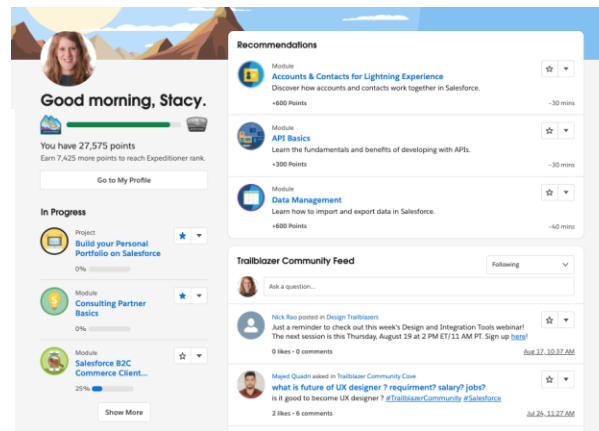 Good morning, Stacy.
You have 27,575 points
Earn 7,425 more points to reach Expeditioner rank.
Go to My Profile
In Progress
Project
Build your Personal
Portfolio on Salesforce
0%
Module
Consulting Partner
Basics
0%
Module
Salesforce B2C
Commerce Client...
25%
Show More
Recommendations
Module
Accounts & Contacts for Lightning Experience
Discover how accounts and contacts work together in Salesforce.
+600 Points
~30 mins
Module
API Basics
Learn the fundamentals and benefits of developing with APIs.
+300 Points
~30 mins
Module
Data Management
Learn how to import and export data in Salesforce.
+600 Points
~40 mins
Trailblazer Community Feed
Following
Ask a question...
Nick Rao posted in Design Trailblazers
Just a reminder to check out this week's Design and Integration Tools webinar!
The next session is this Thursday, August 19 at 2 PM ET/11 AM PT. Sign up here!
0 likes • 0 comments
Aug 17, 10:37 AM
Majed Quadri asked in Trailblazer Community Cove
what is future of UX designer ? requirment? salary? jobs?
is it good to become UX designer ? #TrailblazerCommunity #Salesforce
2 likes • 6 comments
Jul 24, 11:27 AM